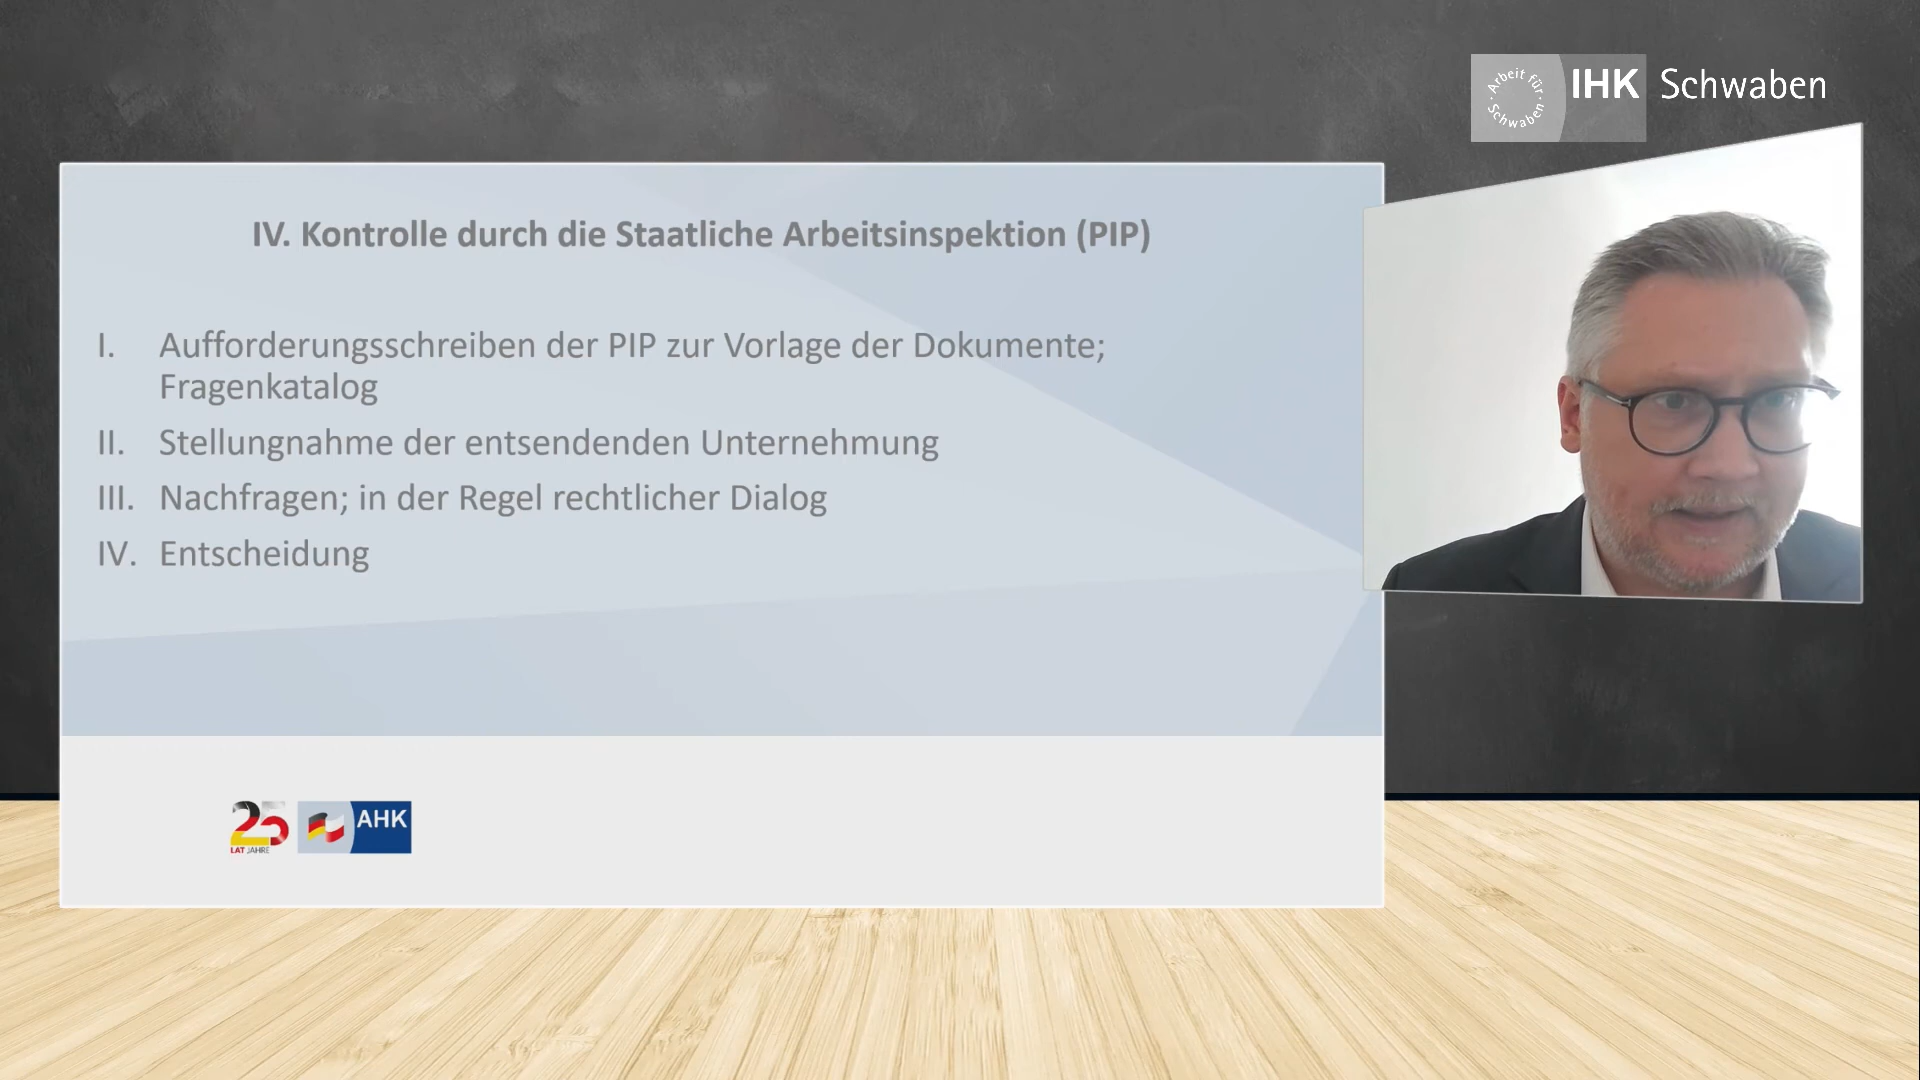 Arbeit für Schwaben
IHK Schwaben
IV. Kontrolle durch die Staatliche Arbeitsinspektion (PIP)
I. Aufforderungsschreiben der PIP zur Vorlage der Dokumente;
Fragenkatalog
II. Stellungnahme der entsendenden Unternehmung
III. Nachfragen; in der Regel rechtlicher Dialog
IV. Entscheidung
25
LAT JAHRE
AHK